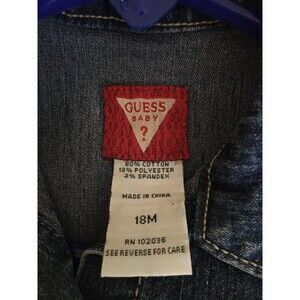 GUESS
BABY
?
80% COTTON
18% POLYESTER
2% SPANDEX
MADE IN CHINA
18M
RN 102036
SEE REVERSE FOR CARE